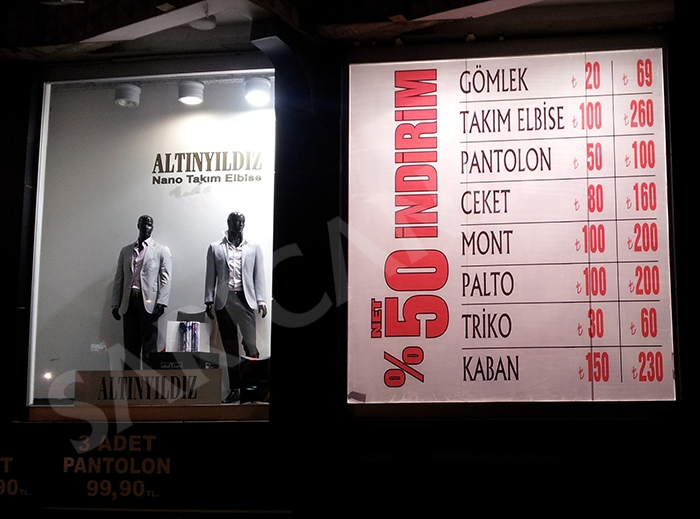 ALTINYILDIZ
Nano Takım Elbise
ALTINYILDIZ
3 ADET
PANTOLON
99,90 TL.
T
90 TL.
NET
%50 İNDİRİM
GÖMLEK ₺20 ₺69
TAKIM ELBİSE ₺100 ₺260
PANTOLON ₺50 ₺100
CEKET ₺80 ₺160
MONT ₺100 ₺200
PALTO ₺100 ₺200
TRİKO ₺30 ₺60
KABAN ₺150 ₺230